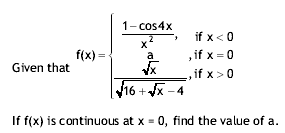 Given that f(x) = { (1-cos4x)/x², if x < 0
a , if x = 0
√x/(√(16 + √x) - 4) , if x > 0
If f(x) is continuous at x = 0, find the value of a.